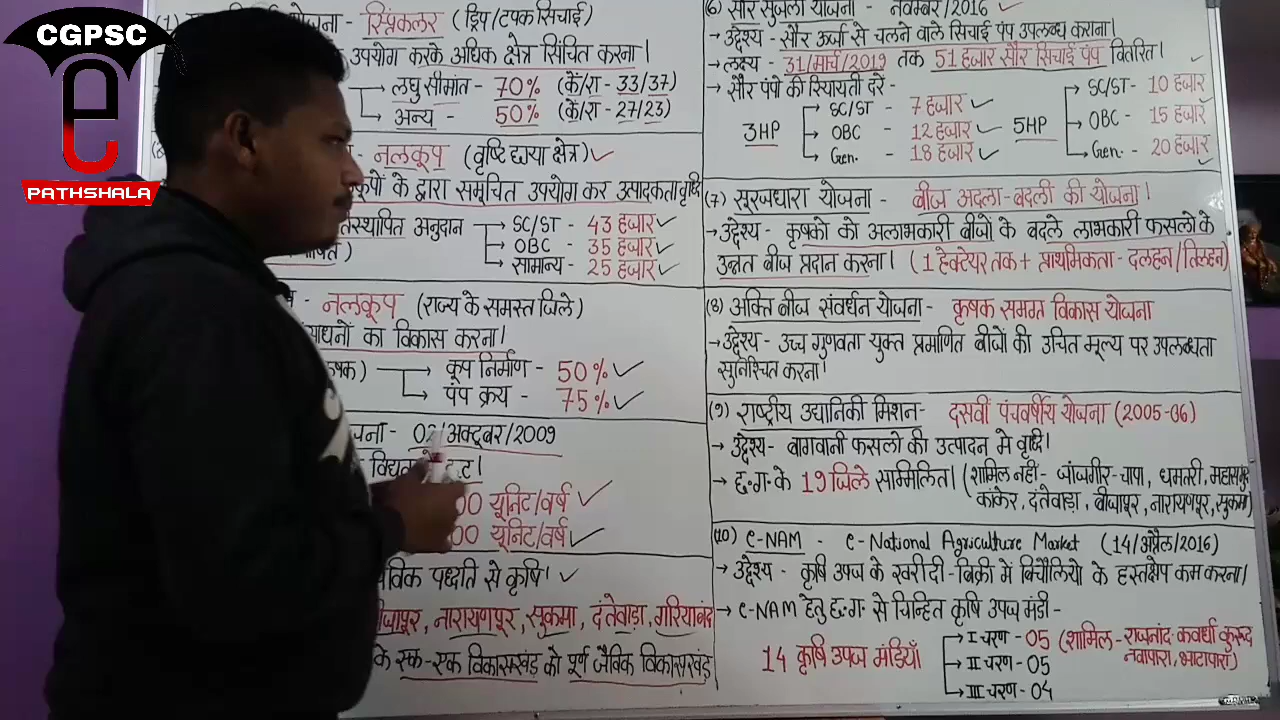 CGPSC
PATHSHALA
योजना - स्प्रिंकलर (ड्रिप/टपक सिंचाई)
उपयोग करके अधिक क्षेत्र सिंचित करना।
लघु सीमांत - 70% (कें/रा - 33/37)
अन्य - 50% (कें/रा - 27/23)
नलकूप (वृष्टि छाया क्षेत्र)
के द्वारा समुचित उपयोग कर उत्पादकता वृद्धि
अनुदान
SC/ST - 43 हजार
OBC - 35 हजार
सामान्य - 25 हजार
- नलकूप (राज्य के समस्त जिले)
का विकास करना।
कूप निर्माण - 50%
पंप क्रय - 75%
02/अक्टूबर/2009
00 यूनिट/वर्ष
00 यूनिट/वर्ष
पध्दति से कृषि।
नारायणपूर, सुकमा, दंतेवाड़ा, गरियाबंद
के एक-एक विकासखंड को पूर्ण जैविक विकासखंड
(6) सौर सुजला योजना - नवम्बर/2016
→ उद्देश्य - सौर ऊर्जा से चलने वाले सिंचाई पंप उपलब्ध कराना।
→ लक्ष्य - 31/मार्च/2019 तक 51 हजार सौर सिंचाई पंप वितरित।
→ सौर पंपो की रियायती दरें -
3HP
SC/ST - 7 हजार
OBC - 12 हजार
Gen. - 18 हजार
5HP
SC/ST - 10 हजार
OBC - 15 हजार
Gen. - 20 हजार
(7) सूरजधारा योजना - बीज अदला-बदली की योजना।
→ उद्देश्य - कृषको को अलाभकारी बीजो के बदले लाभकारी फसलो के
उन्नत बीज प्रदान करना। (1 हेक्टेयर तक + प्राथमिकता - दलहन/तिलहन)
(8) अक्ति बीज संवर्धन योजना - कृषक समग्र विकास योजना
→ उद्देश्य - उच्च गुणवता युक्त प्रमाणित बीजों की उचित मूल्य पर उपलब्धता
सुनिश्चित करना।
(9) राष्ट्रीय उद्यानिकी मिशन - दसवीं पंचवर्षीय योजना (2005-06)
→ उद्देश्य - बागवानी फसलो की उत्पादन मे वृध्दि।
→ छ.ग. के 19 जिले सम्मिलित। (शामिल नही - जांजगीर-चांपा, धमतरी, महासमुंद
कांकेर, दंतेवाड़ा, बीजापूर, नारायणपूर, सुकमा)
(10) e-NAM - e-National Agriculture Market (14/अप्रैल/2016)
→ उद्देश्य - कृषि उपज के खरीदी-बिक्री में बिचौलियो के हस्तक्षेप कम करना।
→ e-NAM हेतु छ.ग. से चिन्हित कृषि उपज मंडी -
14 कृषि उपज मंडियाँ
I चरण - 05 (शामिल - राजनांद. कवर्धा कुरूद
नवापारा, भाटापारा)
II चरण - 05
III चरण - 04